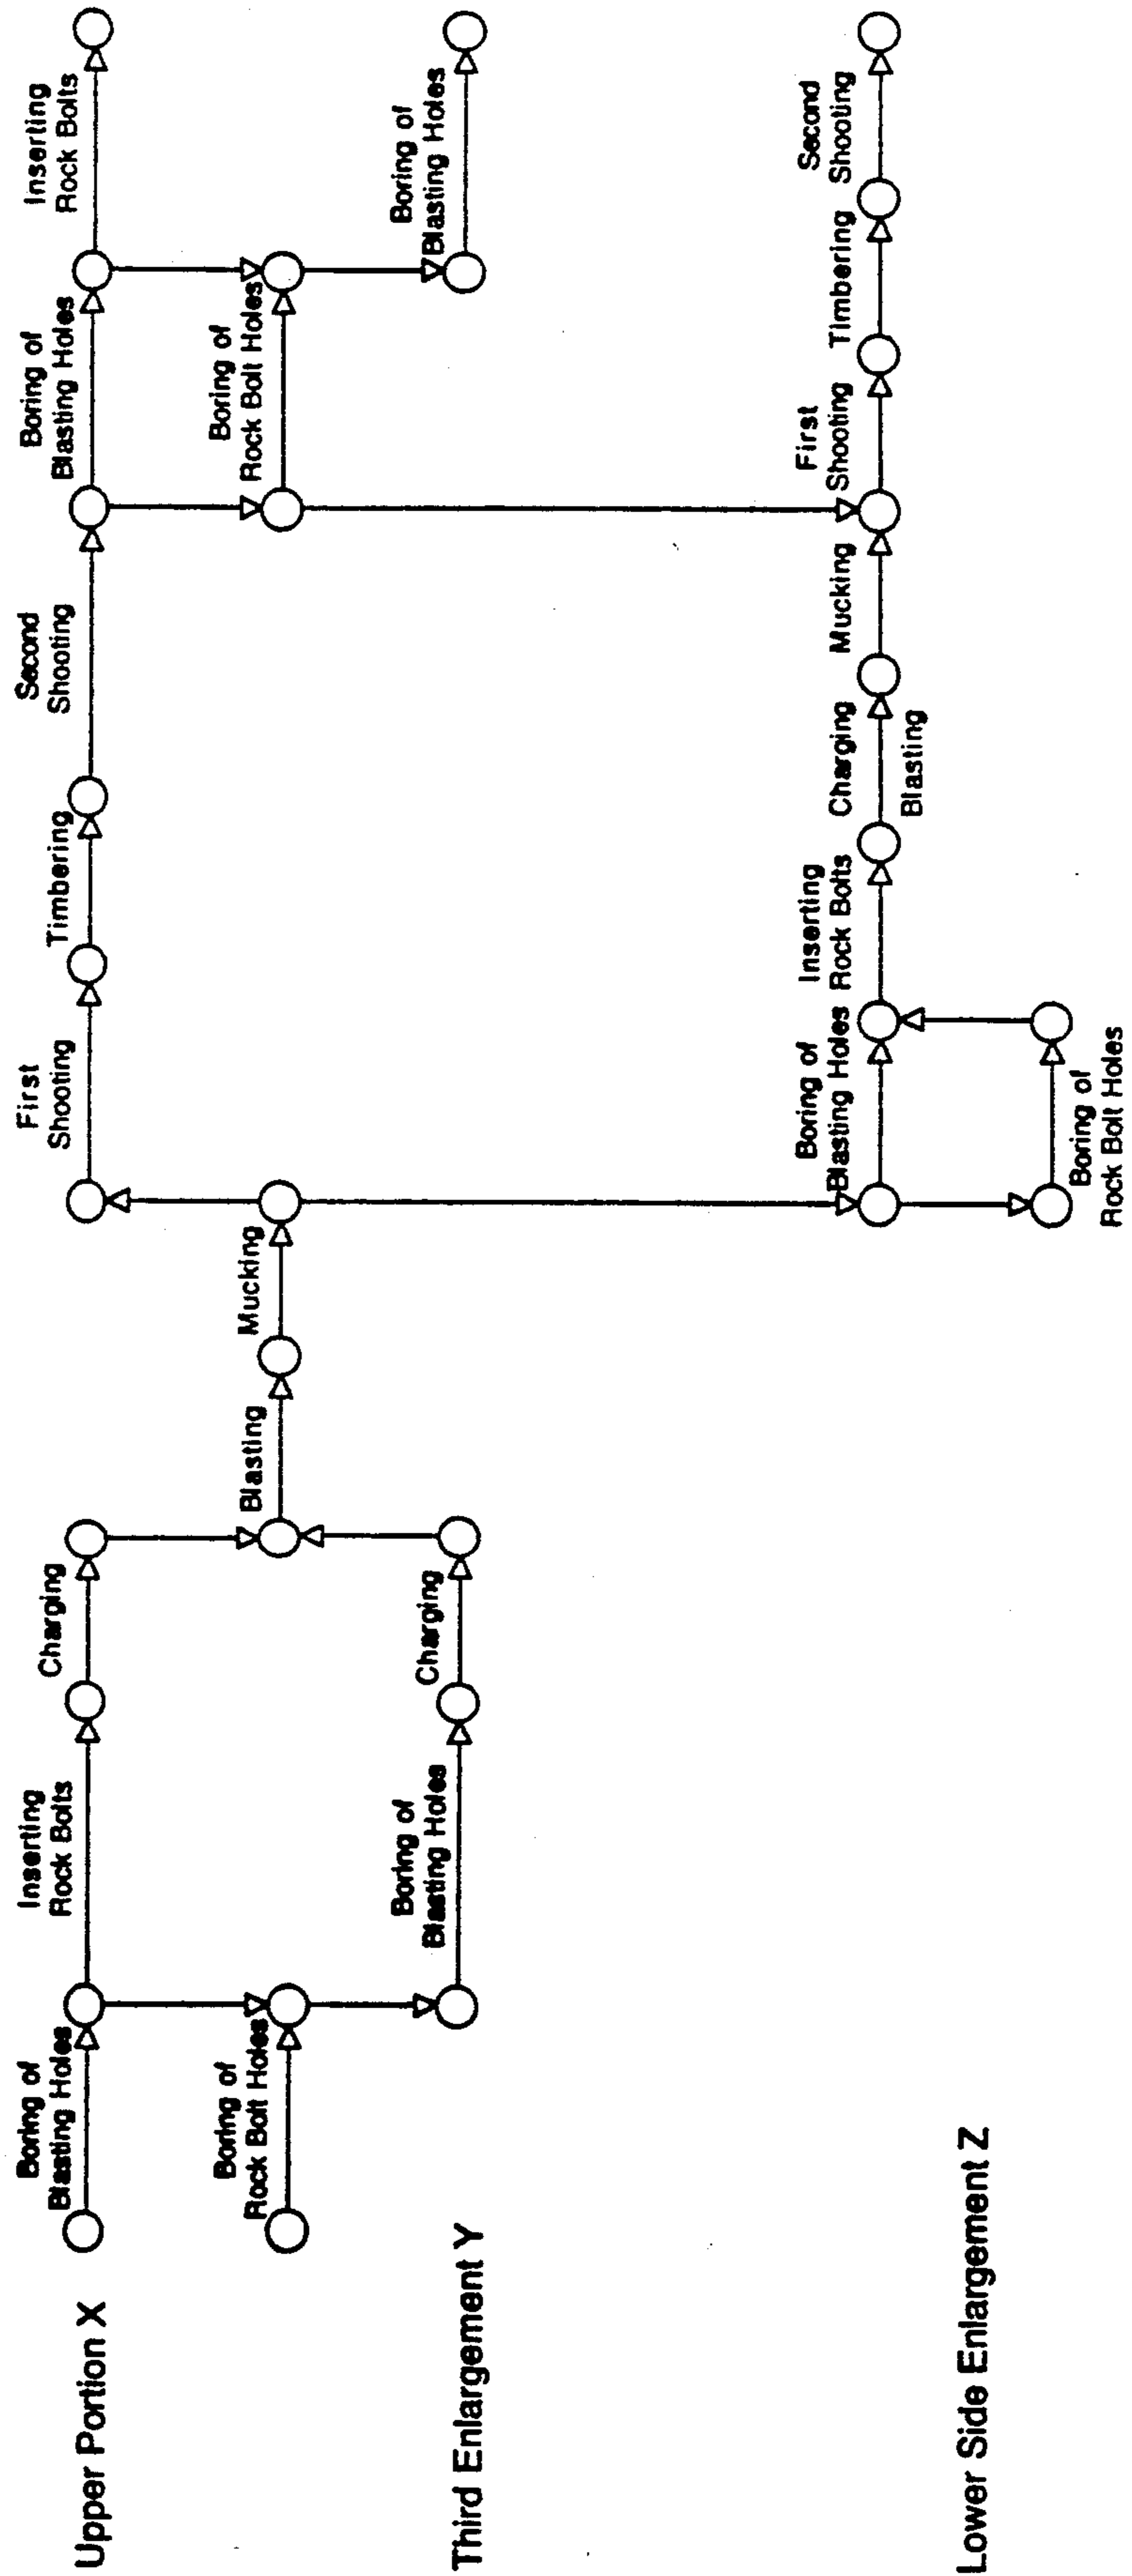 Upper Portion X
Boring of
Blasting Holes
Inserting
Rock Bolts
Charging
First
Shooting
Timbering
Second
Shooting
Boring of
Blasting Holes
Inserting
Rock Bolts
Boring of
Rock Bolt Holes
Blasting
Mucking
Boring of
Rock Bolt Holes
Third Enlargement Y
Boring of
Blasting Holes
Charging
Boring of
Blasting Holes
Lower Side Enlargement Z
Boring of
Blasting Holes
Inserting
Rock Bolts
Charging
Blasting
Mucking
First
Shooting
Timbering
Second
Shooting
Boring of
Rock Bolt Holes